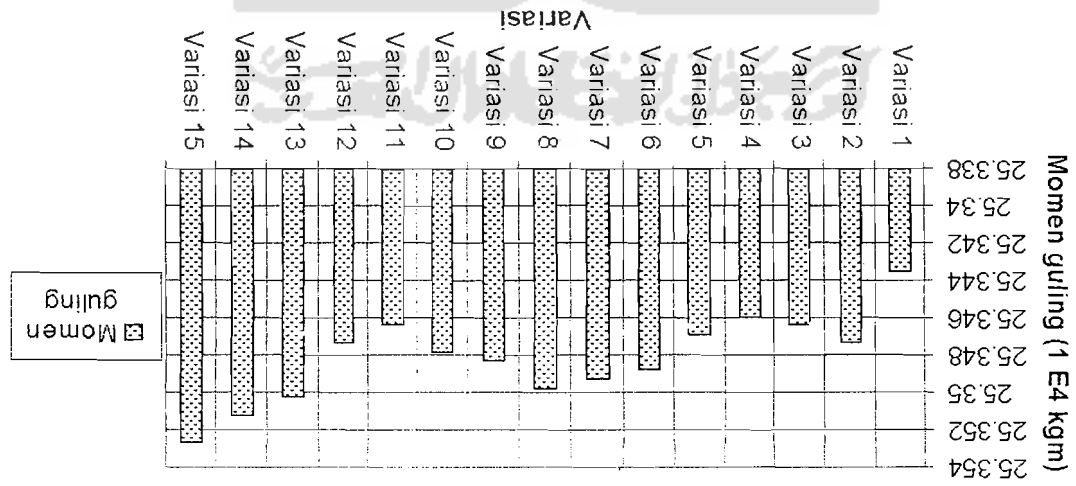 Momen guling (1 E4 kgm)
25.354
25.352
25.35
25.348
25.346
25.344
25.342
25.34
25.338
Variasi 1
Variasi 2
Variasi 3
Variasi 4
Variasi 5
Variasi 6
Variasi 7
Variasi 8
Variasi 9
Variasi 10
Variasi 11
Variasi 12
Variasi 13
Variasi 14
Variasi 15
Variasi
Momen
guling